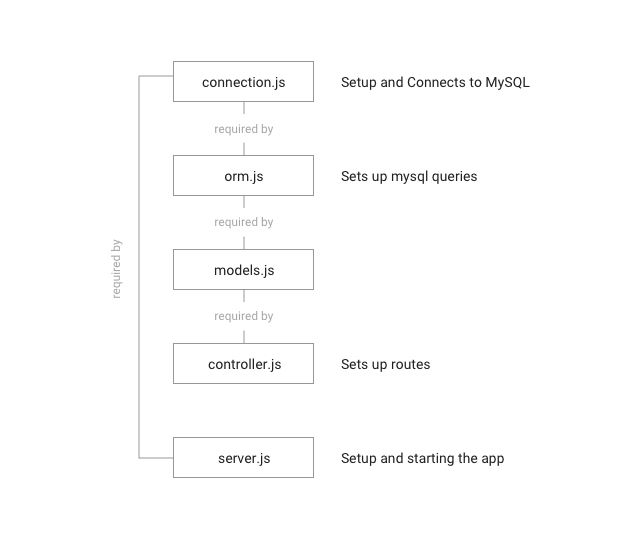 connection.js Setup and Connects to MySQL
required by
orm.js Sets up mysql queries
required by
required by
models.js
required by
controller.js Sets up routes
server.js Setup and starting the app